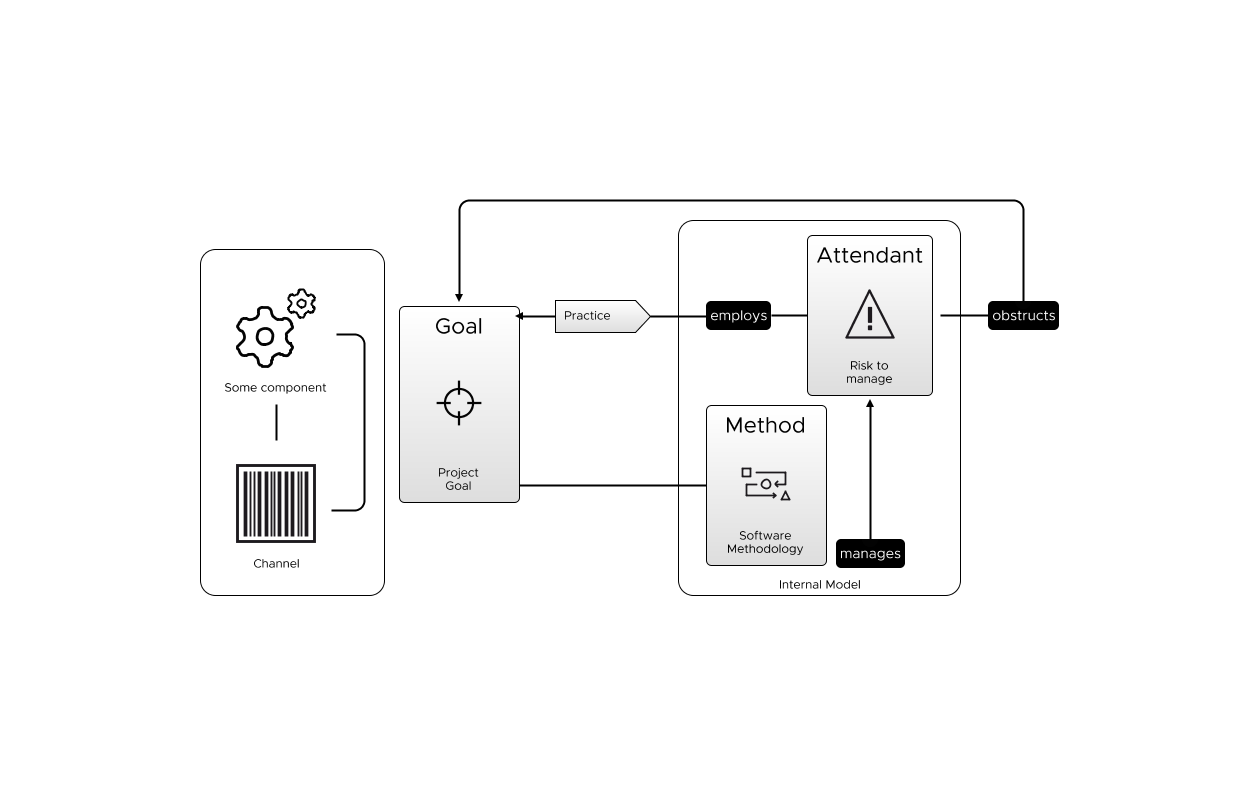 Some component
Channel
Goal
Project
Goal
Practice
employs
Attendant
Risk to
manage
obstructs
Method
Software
Methodology
manages
Internal Model